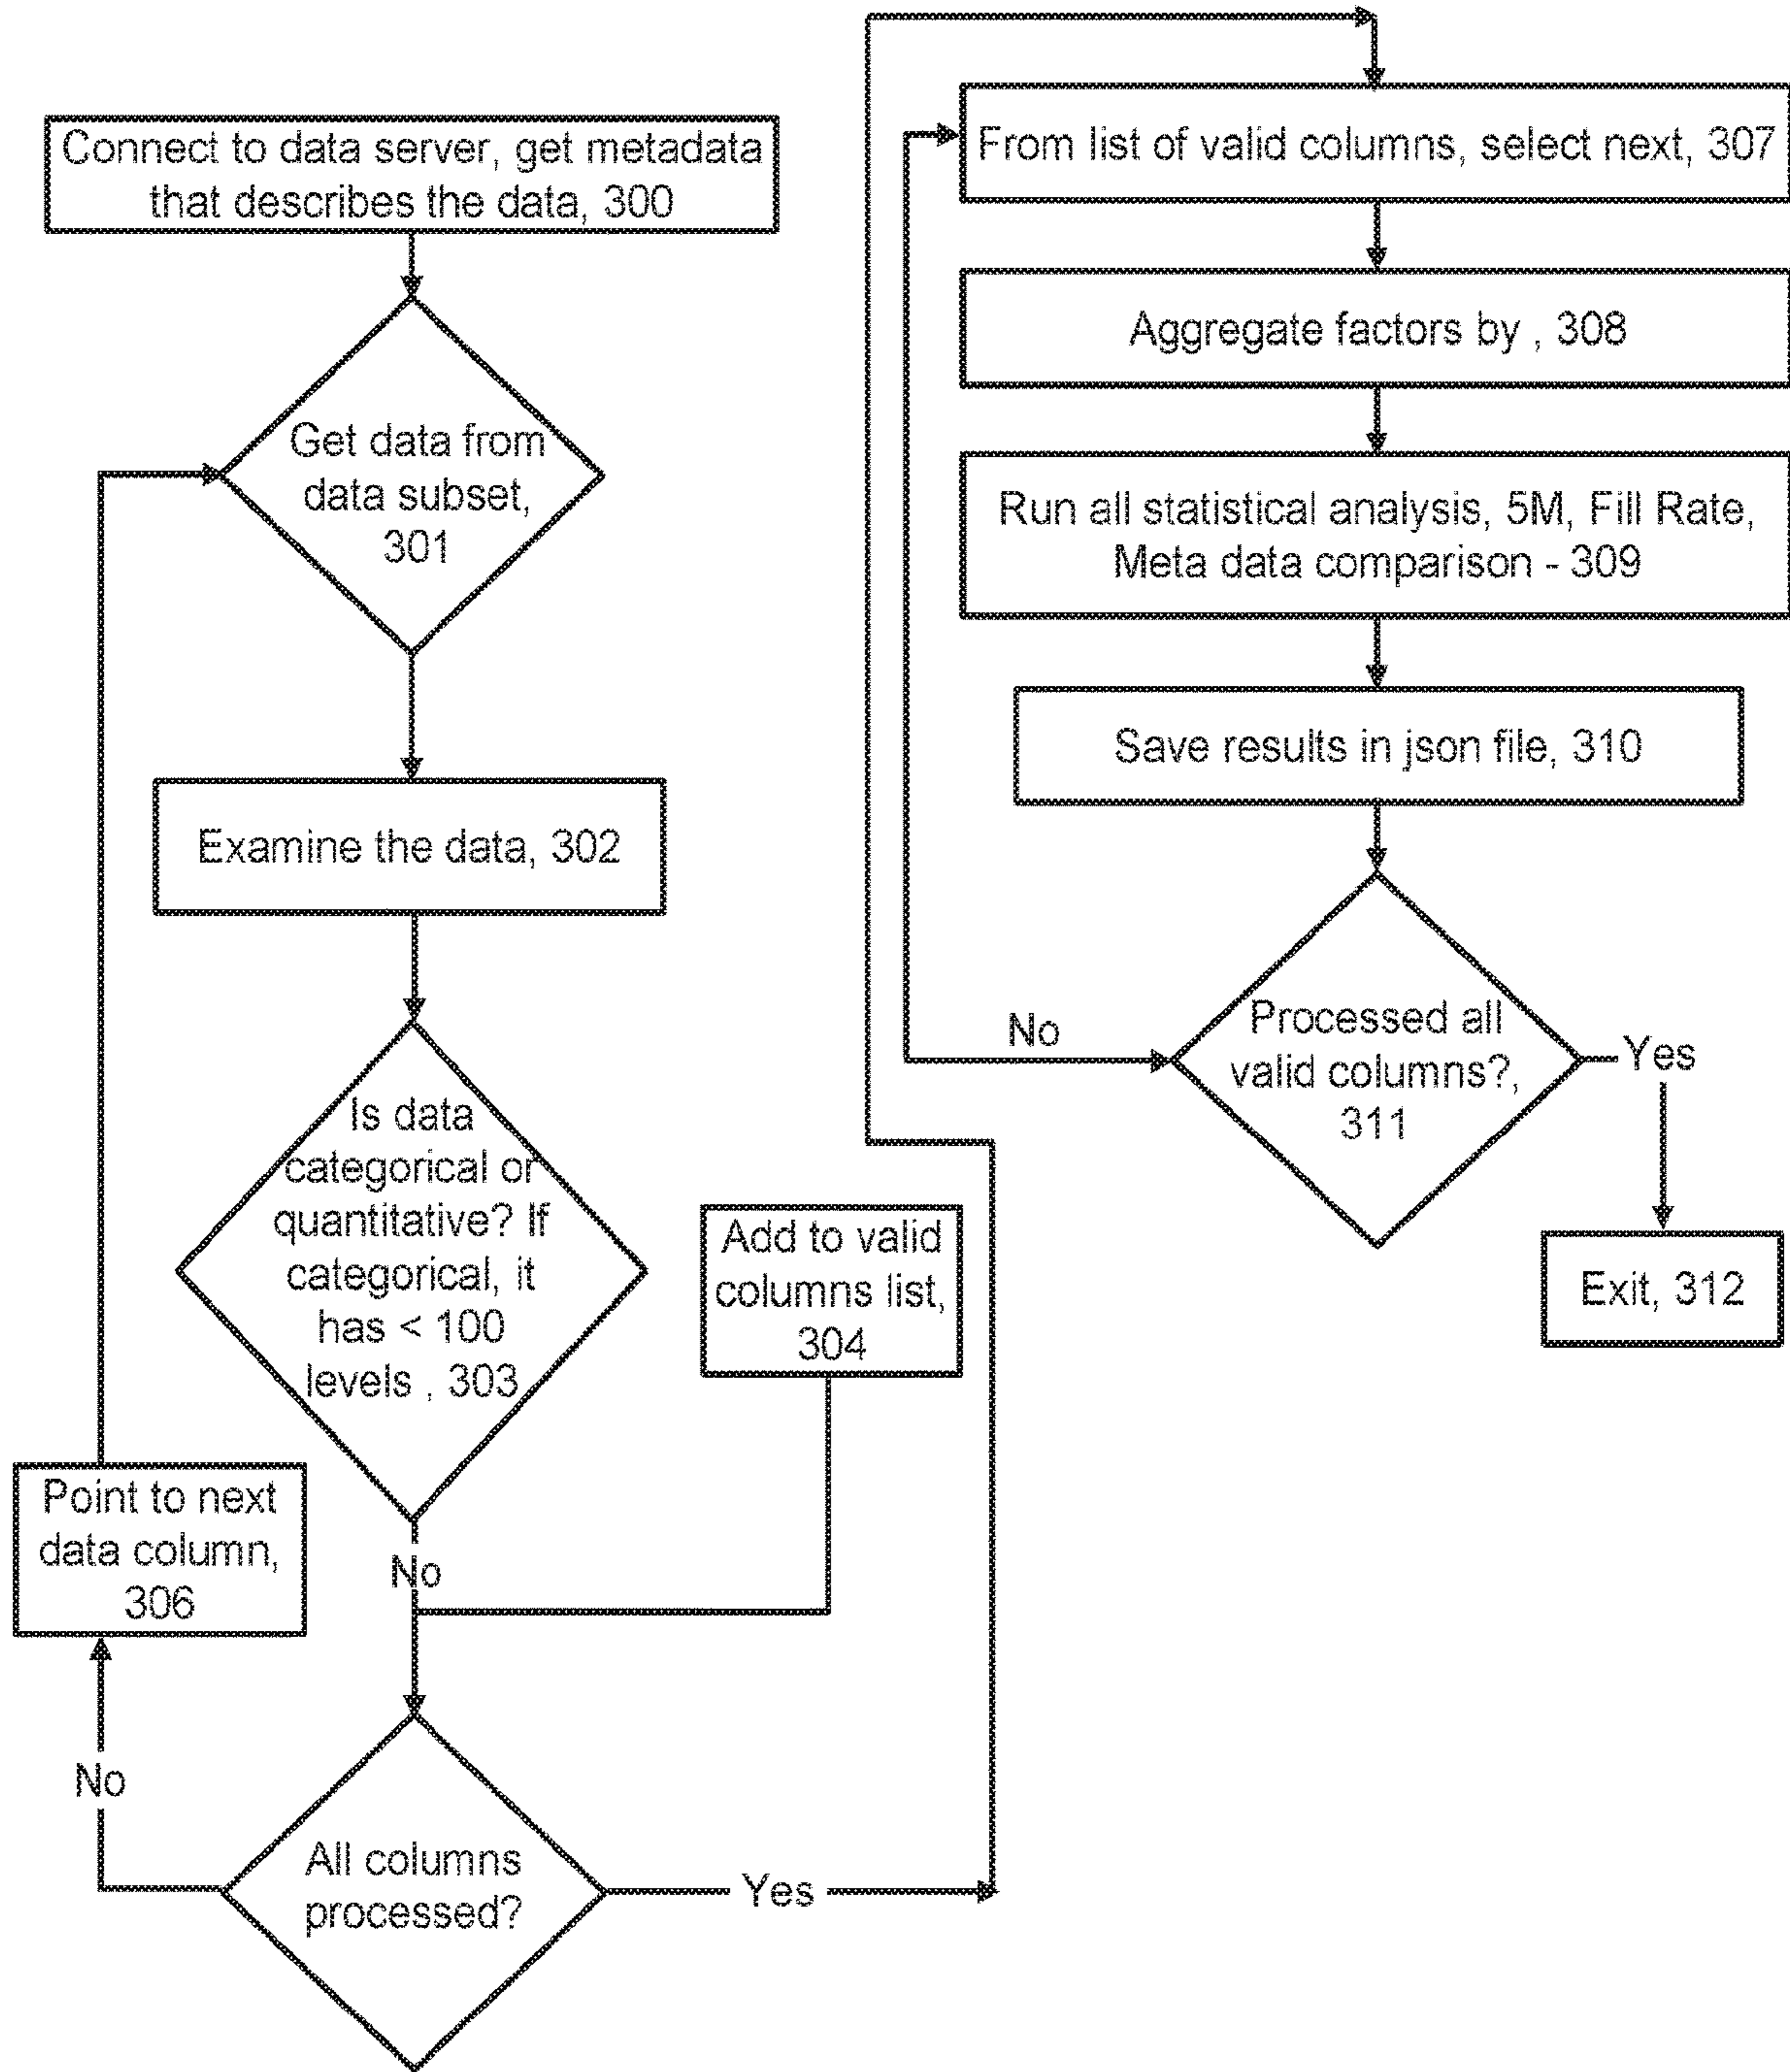 Connect to data server, get metadata
that describes the data, 300
Get data from
data subset,
301
Examine the data, 302
Is data
categorical or
quantitative? If
categorical, it
has < 100
levels , 303
Add to valid
columns list,
304
Point to next
data column,
306
No
No
All columns
processed?
Yes
From list of valid columns, select next, 307
Aggregate factors by , 308
Run all statistical analysis, 5M, Fill Rate,
Meta data comparison - 309
Save results in json file, 310
No
Processed all
valid columns?,
311
Yes
Exit, 312